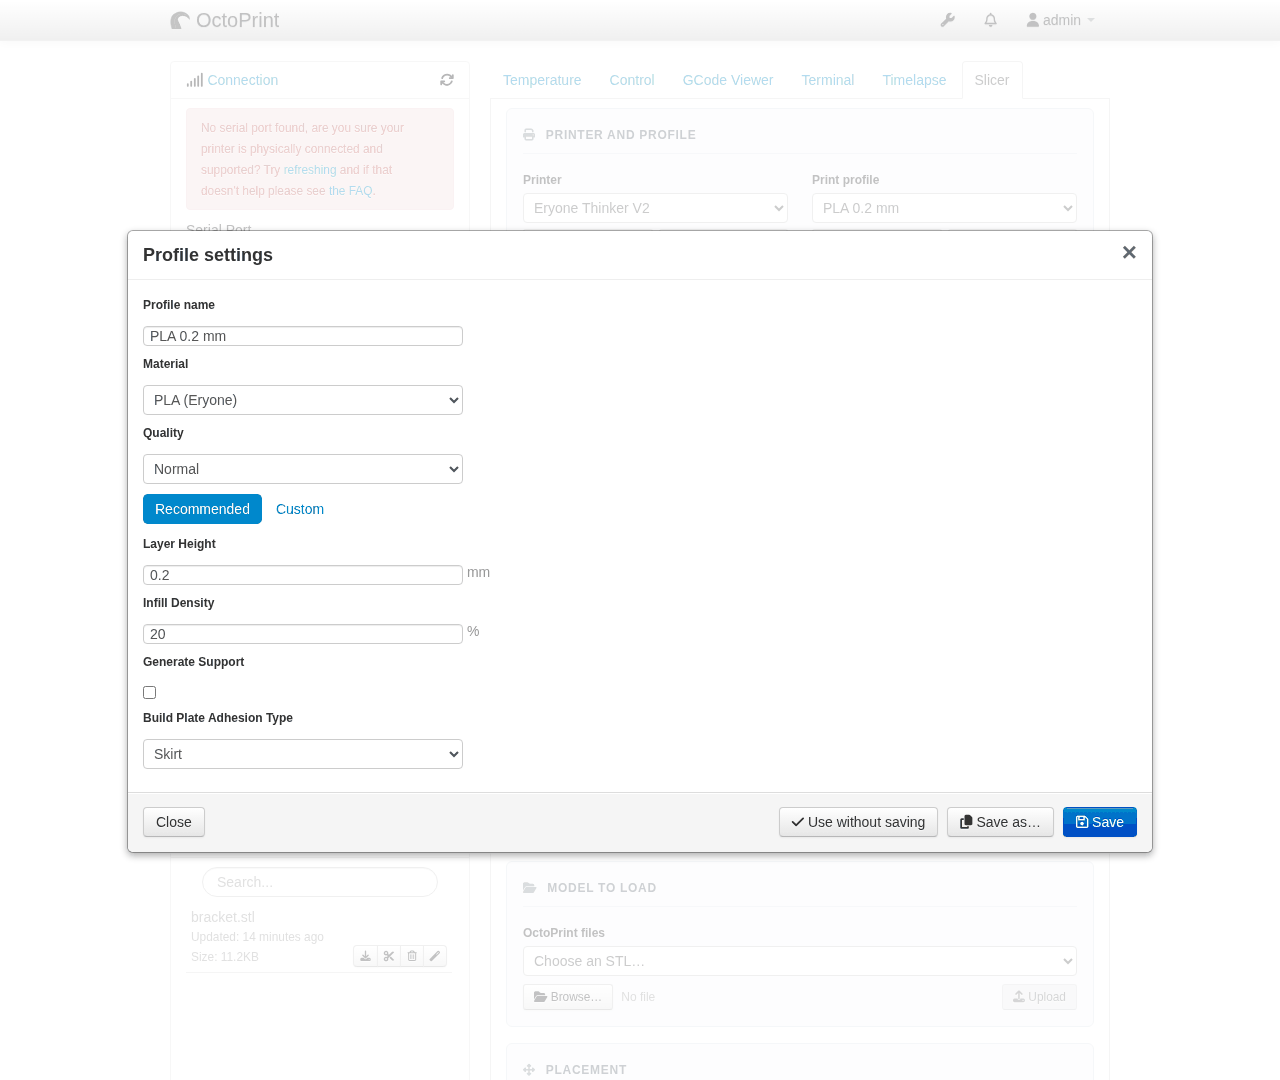 OctoPrint
admin
Connection
Temperature
Control
GCode Viewer
Terminal
Timelapse
Slicer
No serial port found, are you sure your
printer is physically connected and
supported? Try refreshing and if that
doesn't help please see the FAQ.
Serial Port
PRINTER AND PROFILE
Printer
Print profile
Eryone Thinker V2
PLA 0.2 mm
Profile settings
×
Profile name
PLA 0.2 mm
Material
PLA (Eryone)
Quality
Normal
Recommended
Custom
Layer Height
0.2 mm
Infill Density
20 %
Generate Support
Build Plate Adhesion Type
Skirt
Close
Use without saving
Save as…
Save
Search...
bracket.stl
Updated: 14 minutes ago
Size: 11.2KB
MODEL TO LOAD
OctoPrint files
Choose an STL…
Browse…
No file
Upload
PLACEMENT